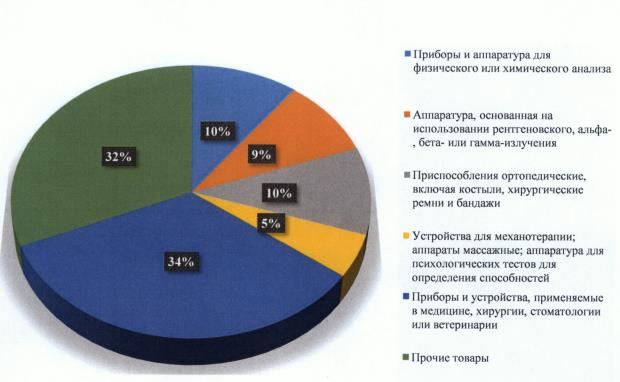 10%
9%
10%
5%
34%
32%
Приборы и аппаратура для
физического или химического анализа
Аппаратура, основанная на
использовании рентгеновского, альфа-
, бета- или гамма-излучения
Приспособления ортопедические,
включая костыли, хирургические
ремни и бандажи
Устройства для механотерапии;
аппараты массажные; аппаратура для
психологических тестов для
определения способностей
Приборы и устройства, применяемые
в медицине, хирургии, стоматологии
или ветеринарии
Прочие товары